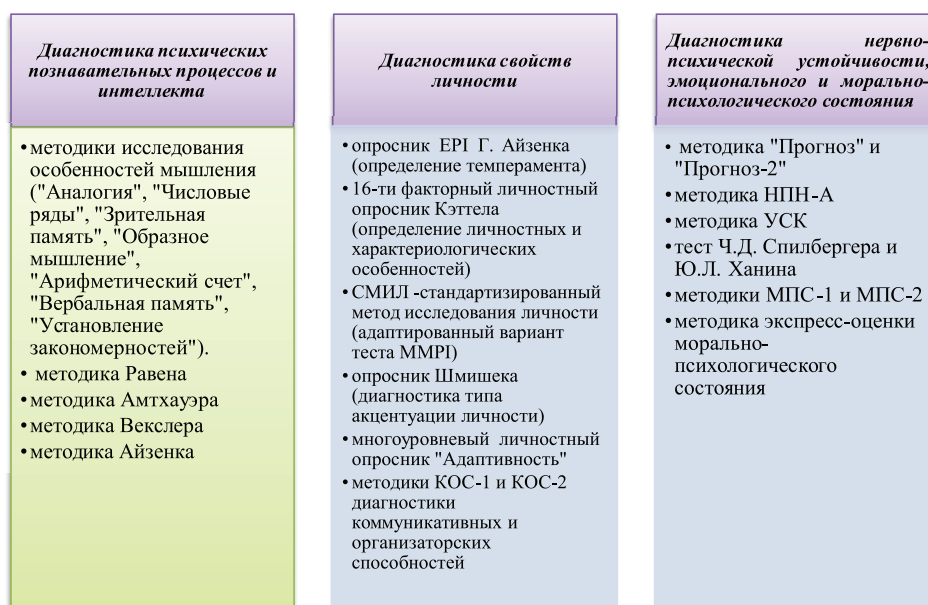 Диагностика психических
познавательных процессов и
интеллекта
•методики исследования
особенностей мышления
("Аналогия", "Числовые
ряды", "Зрительная
память", "Образное
мышление",
"Арифметический счет",
"Вербальная память",
"Установление
закономерностей").
• методика Равена
•методика Амтхауэра
•методика Векслера
•методика Айзенка
Диагностика свойств
личности
•опросник EPI Г. Айзенка
(определение темперамента)
•16-ти факторный личностный
опросник Кэттела
(определение личностных и
характериологических
особенностей)
•СМИЛ -стандартизированный
метод исследования личности
(адаптированный вариант
теста MMPI)
•опросник Шмишека
(диагностика типа
акцентуации личности)
•многоуровневый личностный
опросник "Адаптивность"
•методики КОС-1 и КОС-2
диагностики
коммуникативных и
организаторских
способностей
Диагностика нервно-
психической устойчивости,
эмоционального и морально-
психологического состояния
• методика "Прогноз" и
"Прогноз-2"
•методика НПН-А
•методика УСК
•тест Ч.Д. Спилбергера и
Ю.Л. Ханина
•методики МПС-1 и МПС-2
•методика экспресс-оценки
морально-
психологического
состояния